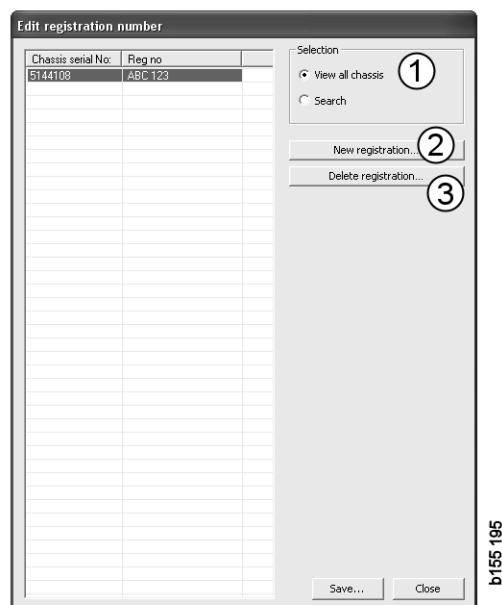 Edit registration number
Chassis serial No: Reg no
5144108 ABC 123
Selection
View all chassis
1
Search
New registration...
2
Delete registration...
3
Save... Close
b155 195